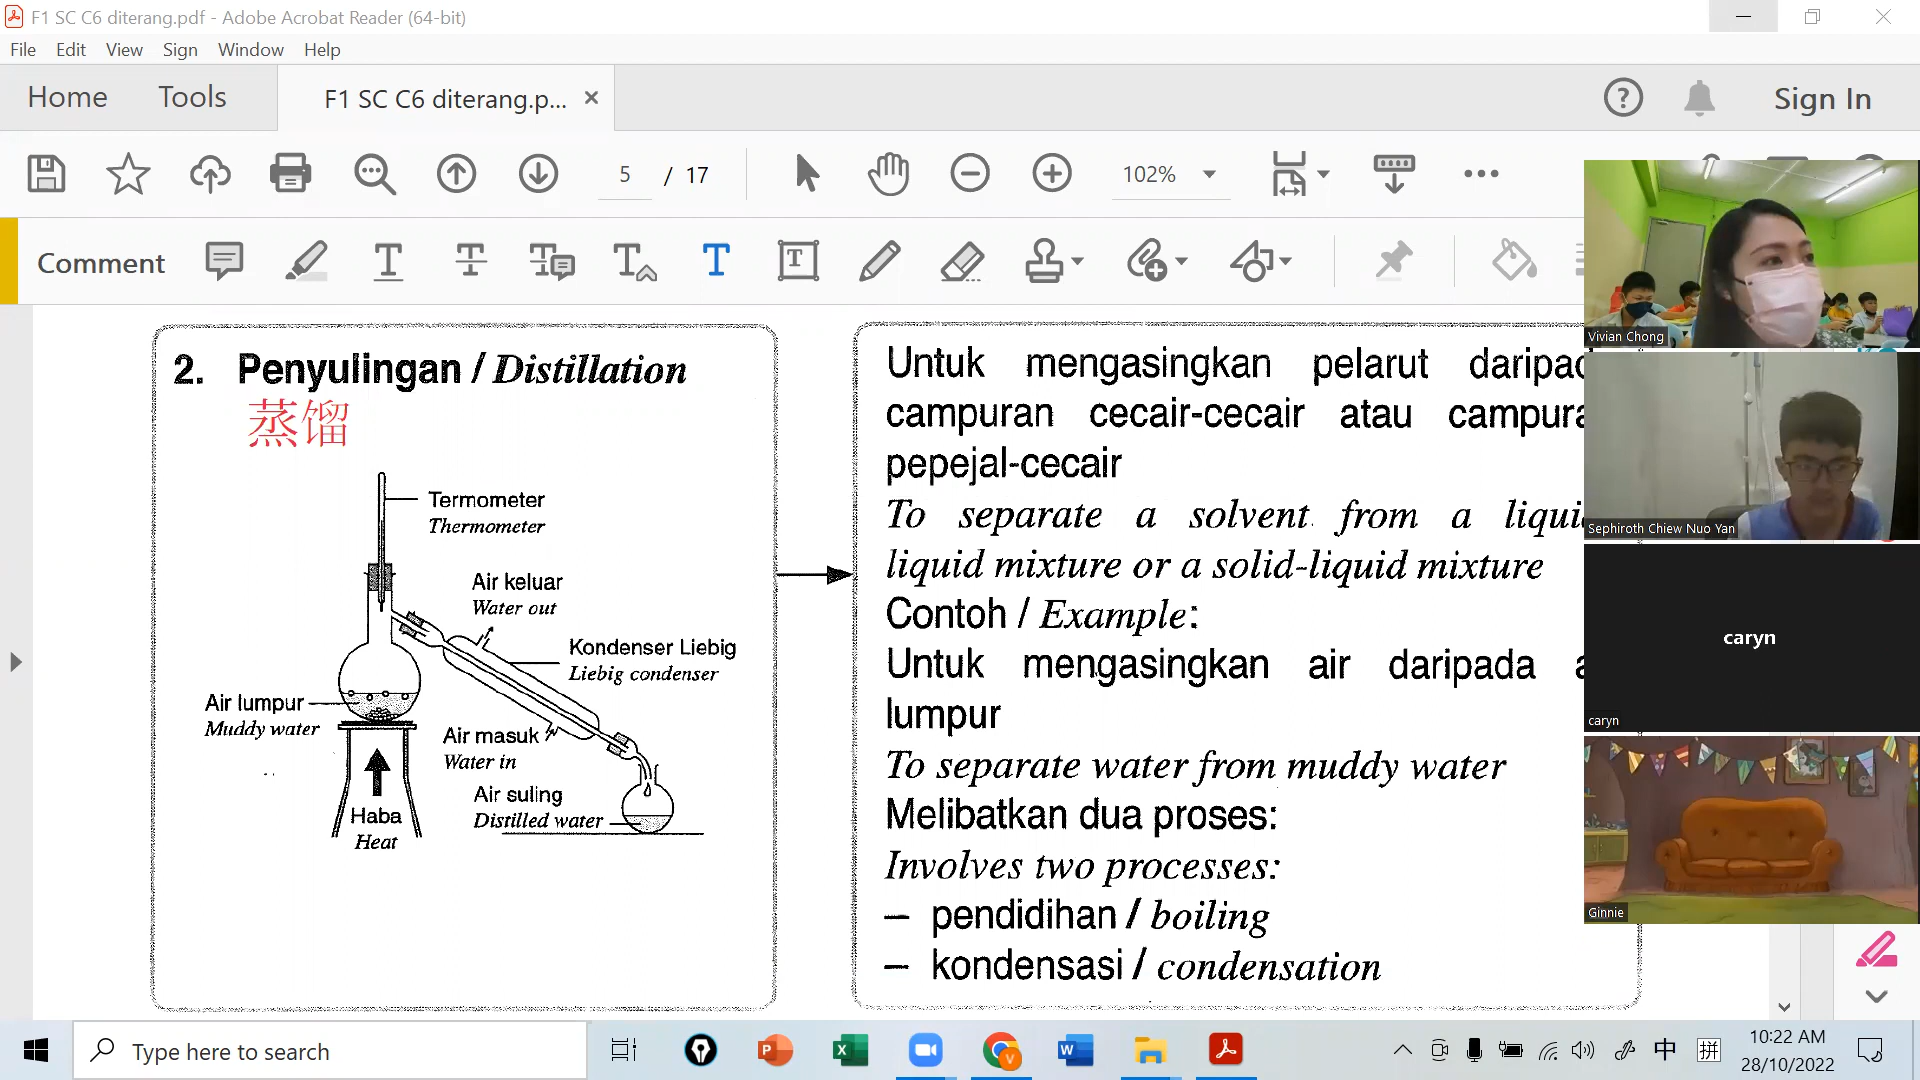 F1 SC C6 diterang.pdf - Adobe Acrobat Reader (64-bit)
File Edit View Sign Window Help
Home Tools F1 SC C6 diterang.p... Sign In
5 / 17 102%
Comment
2. Penyulingan / Distillation
蒸馏
Termometer
Thermometer
Air keluar
Water out
Kondenser Liebig
Liebig condenser
Air lumpur
Muddy water
Air masuk
Water in
Air suling
Distilled water
Haba
Heat
Untuk mengasingkan pelarut
campuran cecair-cecair atau
pepejal-cecair
To separate a solvent from a
liquid mixture or a solid-liquid mixture
Contoh / Example:
Untuk mengasingkan air daripada
lumpur
To separate water from muddy water
Melibatkan dua proses:
Involves two processes:
– pendidihan / boiling
– kondensasi / condensation
Vivian Chong
Sephiroth Chiew Nuo Yan
caryn
caryn
Ginnie
Type here to search
中 拼
10:22 AM
28/10/2022